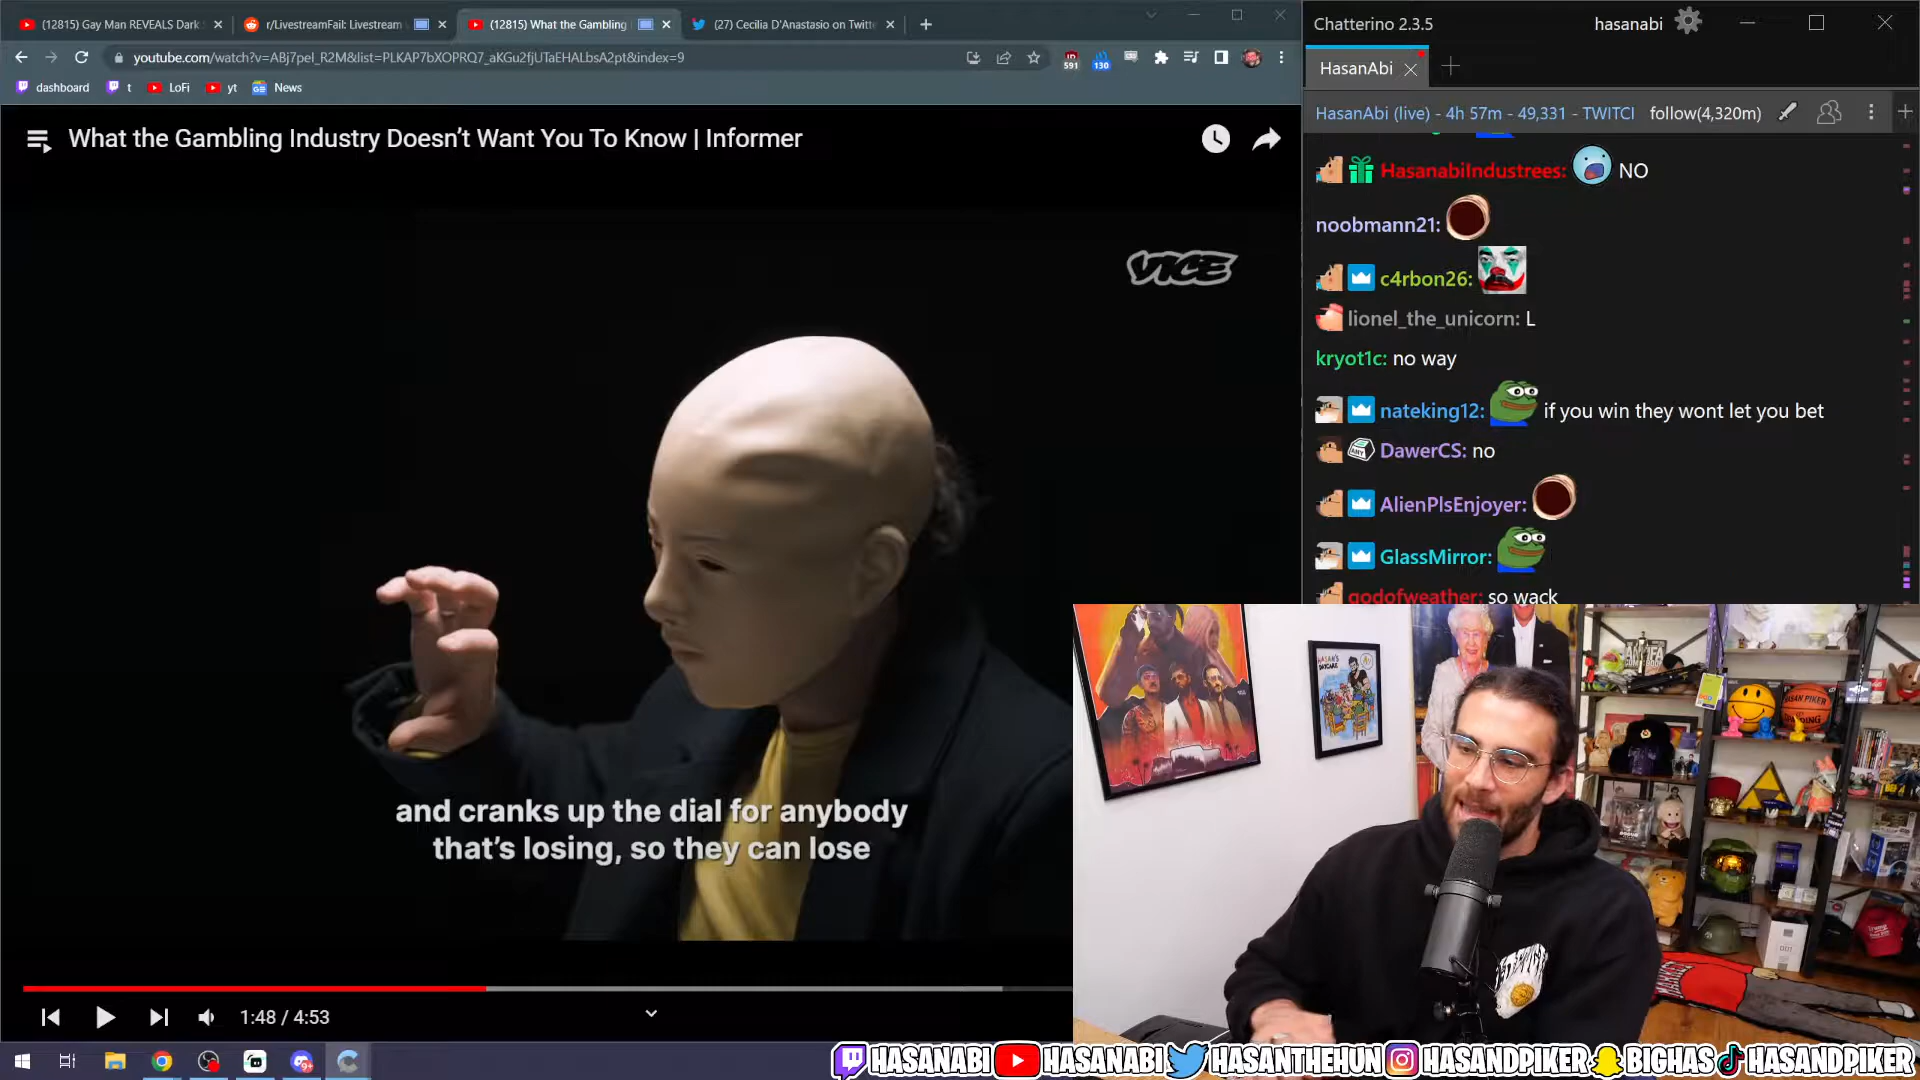 (12815) Gay Man REVEALS Dark
r/LivestreamFail: Livestream
(12815) What the Gambling
(27) Cecilia D'Anastasio on Twitte
youtube.com/watch?v=ABj7pel_R2M&list=PLKAP7bXOPRQ7_aKGu2fjUTaEHALbsA2pt&index=9
591
130
dashboard
t
LoFi
yt
News
What the Gambling Industry Doesn't Want You To Know | Informer
VICE
and cranks up the dial for anybody
that's losing, so they can lose
1:48 / 4:53
Chatterino 2.3.5
hasanabi
HasanAbi
HasanAbi (live) - 4h 57m - 49,331 - TWITCI
follow(4,320m)
HasanabiIndustrees: NO
noobmann21:
c4rbon26:
lionel_the_unicorn: L
kryot1c: no way
nateking12: if you win they wont let you bet
DawerCS: no
AlienPlsEnjoyer:
GlassMirror:
godofweather: so wack
HASAN PIKER
HASANABI
HASANABI
HASANTHEHUN
HASANDPIKER
BIGHAS
HASANDPIKER